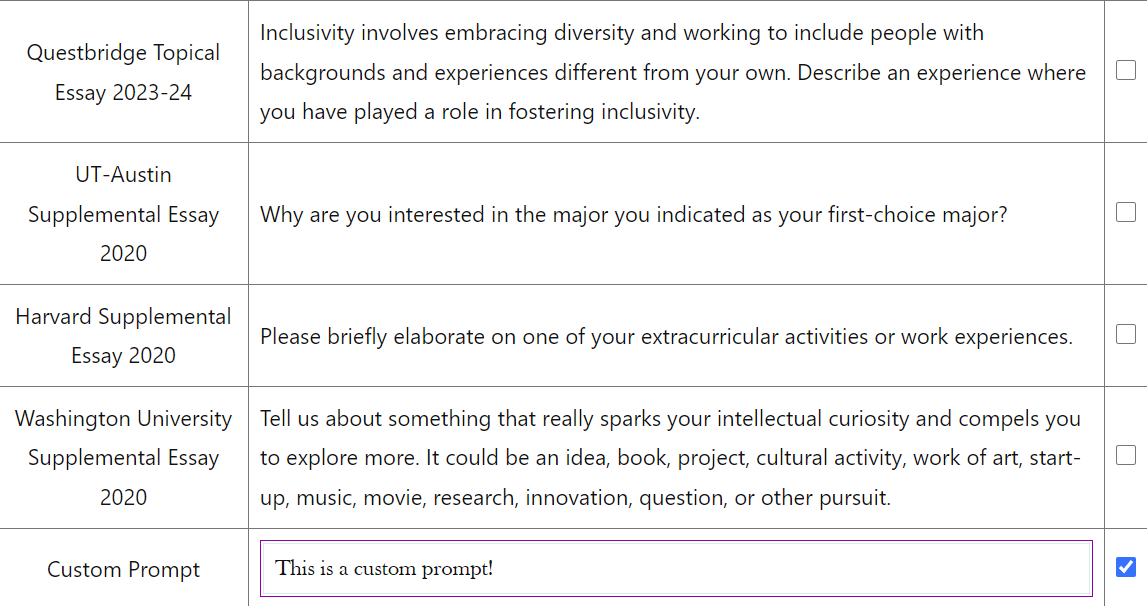 Questbridge Topical
Essay 2023-24
Inclusivity involves embracing diversity and working to include people with
backgrounds and experiences different from your own. Describe an experience where
you have played a role in fostering inclusivity.
UT-Austin
Supplemental Essay
2020
Why are you interested in the major you indicated as your first-choice major?
Harvard Supplemental
Essay 2020
Please briefly elaborate on one of your extracurricular activities or work experiences.
Washington University
Supplemental Essay
2020
Tell us about something that really sparks your intellectual curiosity and compels you
to explore more. It could be an idea, book, project, cultural activity, work of art, start-
up, music, movie, research, innovation, question, or other pursuit.
Custom Prompt
This is a custom prompt!